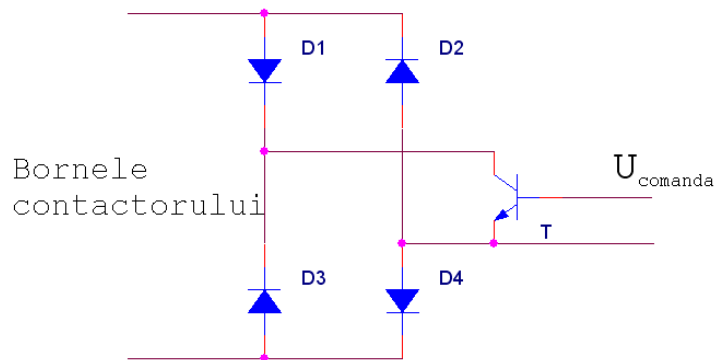 D1
D2
Bornele
contactorului
U comanda
T
D3
D4